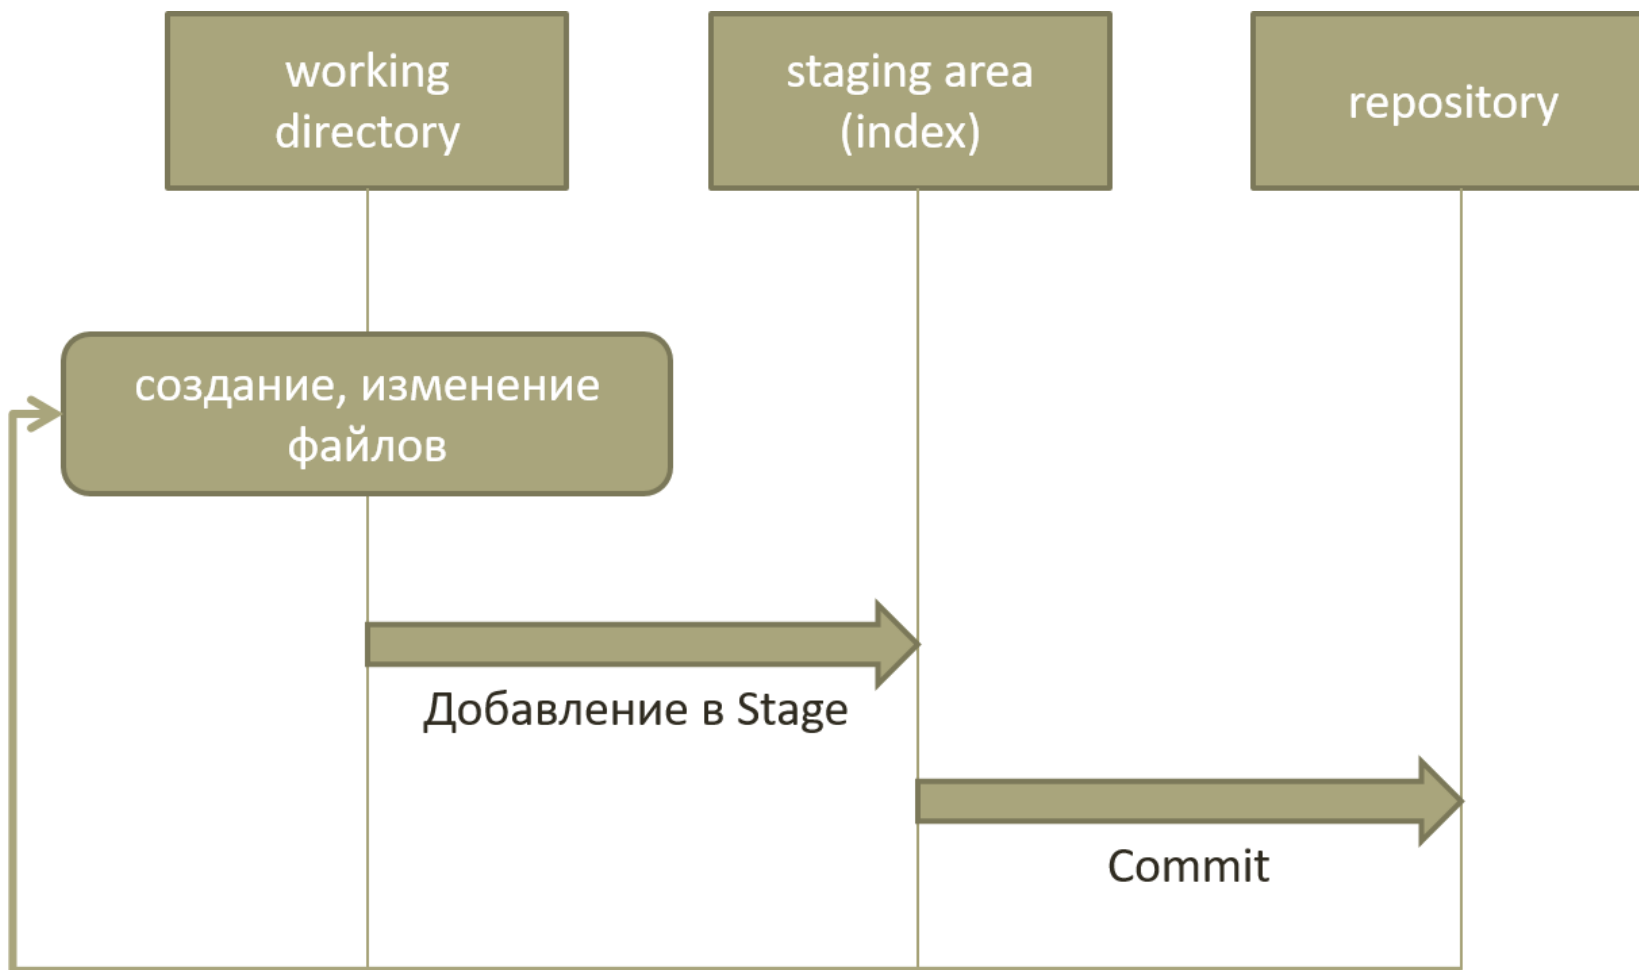 working
directory
staging area
(index)
repository
создание, изменение
файлов
Добавление в Stage
Commit